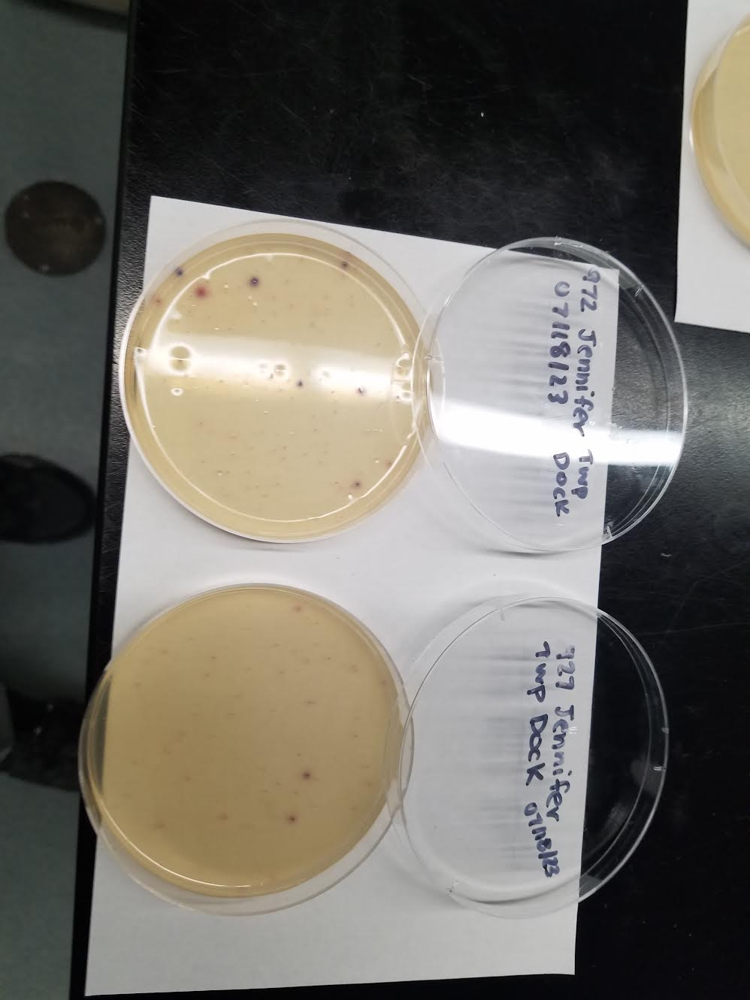 972 Jennifer Twp
07/18/23 Dock
927 Jennifer
Twp Dock 07/18/23